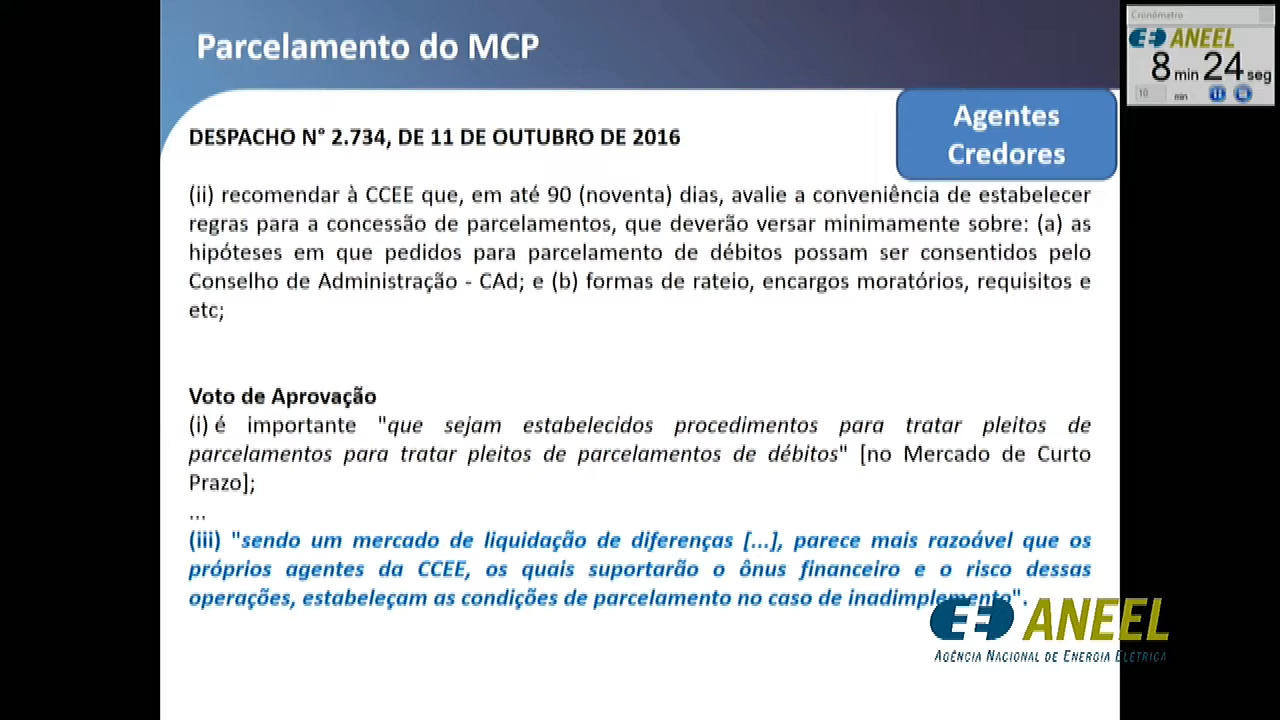 Parcelamento do MCP
Cronômetro
ANEEL
8 min 24 seg
10 min
Agentes
Credores
DESPACHO N° 2.734, DE 11 DE OUTUBRO DE 2016
(ii) recomendar à CCEE que, em até 90 (noventa) dias, avalie a conveniência de estabelecer
regras para a concessão de parcelamentos, que deverão versar minimamente sobre: (a) as
hipóteses em que pedidos para parcelamento de débitos possam ser consentidos pelo
Conselho de Administração - CAd; e (b) formas de rateio, encargos moratórios, requisitos e
etc;
Voto de Aprovação
(i) é importante "que sejam estabelecidos procedimentos para tratar pleitos de
parcelamentos para tratar pleitos de parcelamentos de débitos" [no Mercado de Curto
Prazo];
...
(iii) "sendo um mercado de liquidação de diferenças [...], parece mais razoável que os
próprios agentes da CCEE, os quais suportarão o ônus financeiro e o risco dessas
operações, estabeleçam as condições de parcelamento no caso de inadimplemento".
ANEEL
AGÊNCIA NACIONAL DE ENERGIA ELÉTRICA